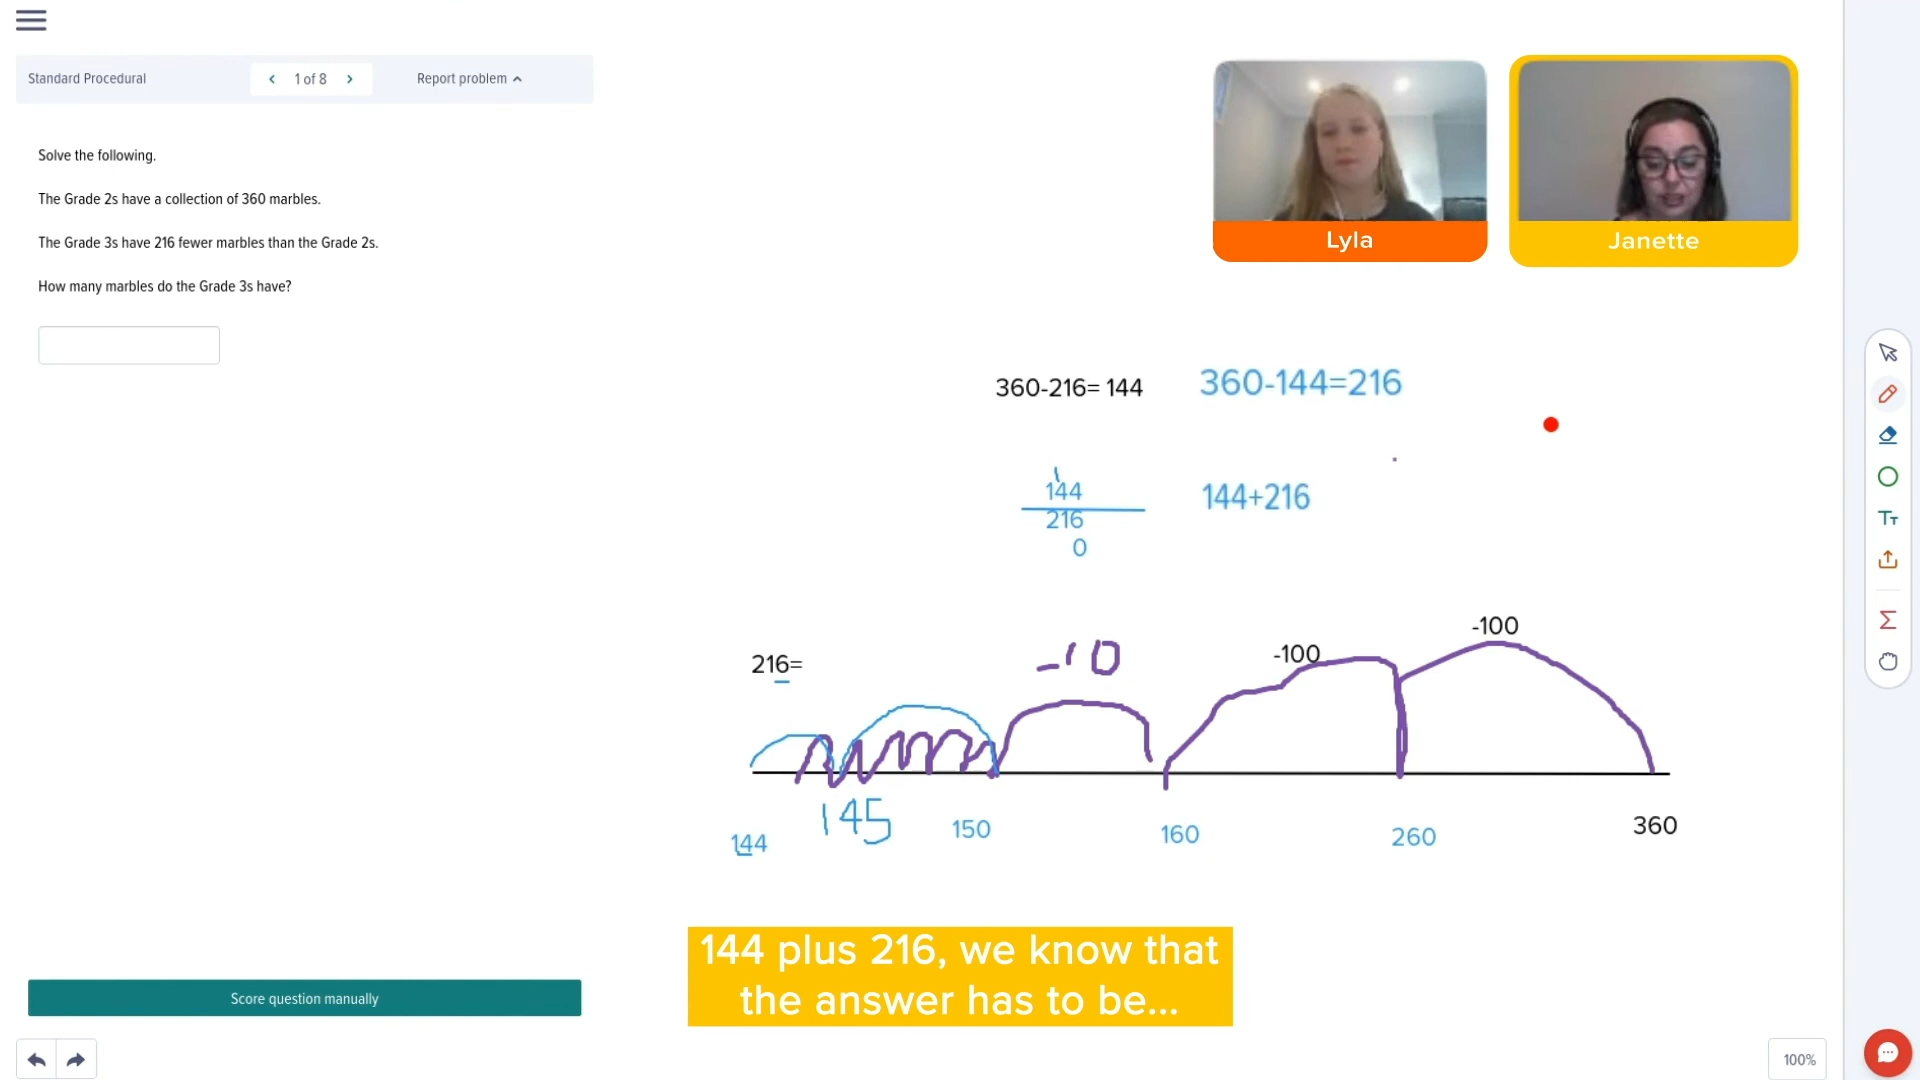 Standard Procedural
1 of 8
Report problem
Solve the following.
The Grade 2s have a collection of 360 marbles.
The Grade 3s have 216 fewer marbles than the Grade 2s.
How many marbles do the Grade 3s have?
Lyla
Janette
360-216= 144
360-144=216
1
144
216
0
144+216
216=
-10
-100
-100
144
145
150
160
260
360
144 plus 216, we know that
the answer has to be...
Score question manually
100%